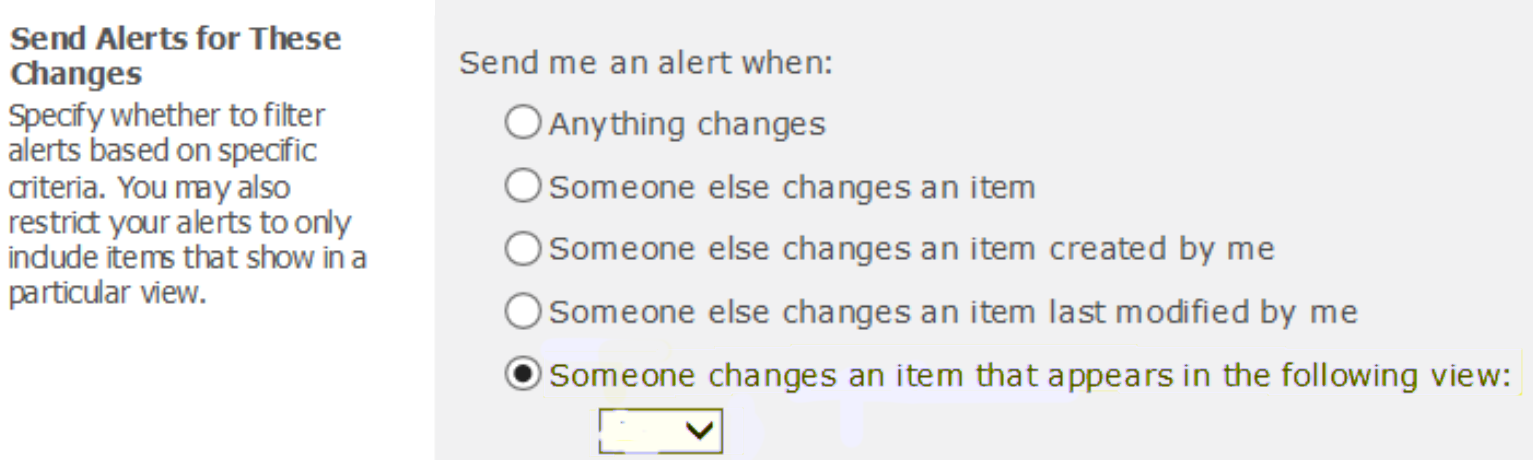 Send Alerts for These
Changes
Specify whether to filter
alerts based on specific
criteria. You may also
restrict your alerts to only
include items that show in a
particular view.
Send me an alert when:
Anything changes
Someone else changes an item
Someone else changes an item created by me
Someone else changes an item last modified by me
Someone changes an item that appears in the following view: